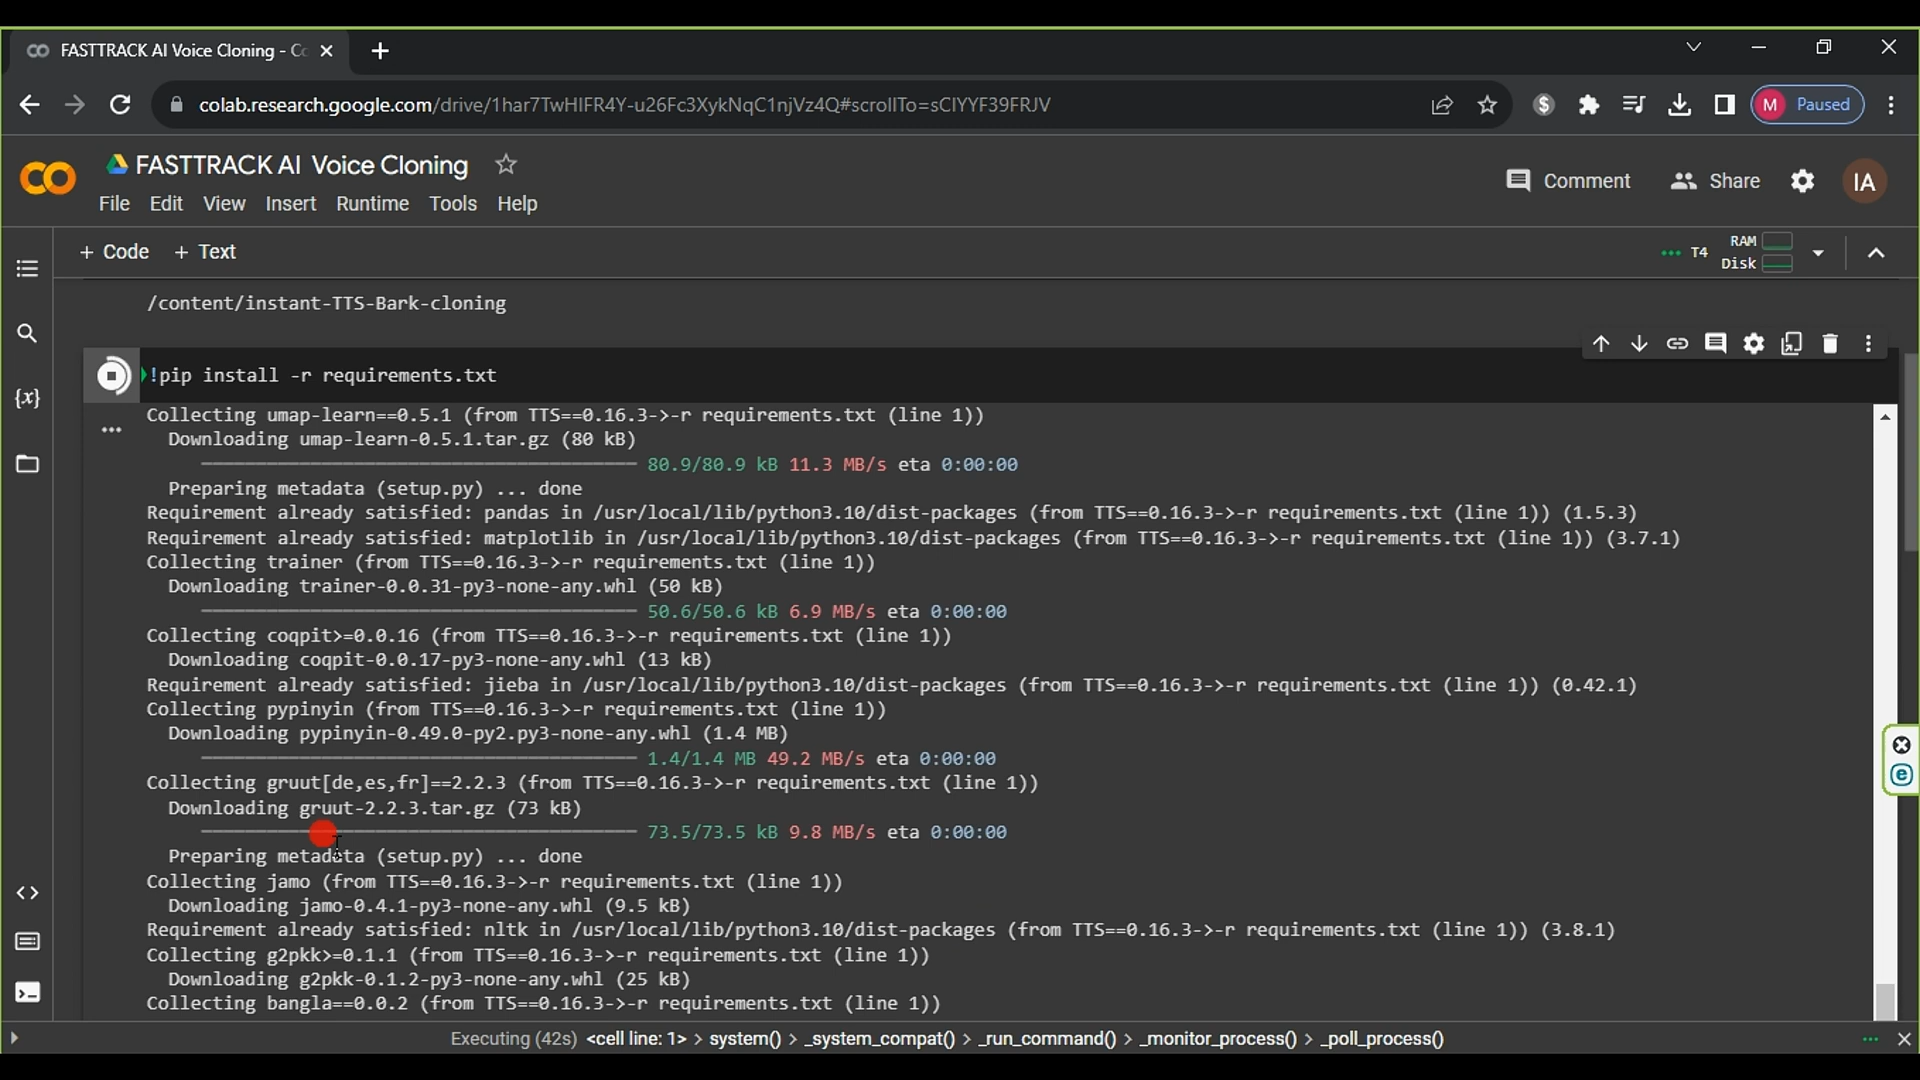 FASTTRACK AI Voice Cloning - Co
colab.research.google.com/drive/1har7TwHIFR4Y-u26Fc3XykNqC1njVz4Q#scrollTo=sCIYYF39FRJV
$
M Paused
FASTTRACK AI Voice Cloning
Comment Share IA
File Edit View Insert Runtime Tools Help
+ Code + Text
T4 RAM
Disk
/content/instant-TTS-Bark-cloning
!pip install -r requirements.txt
Collecting umap-learn==0.5.1 (from TTS==0.16.3->-r requirements.txt (line 1))
Downloading umap-learn-0.5.1.tar.gz (80 kB)
80.9/80.9 kB 11.3 MB/s eta 0:00:00
Preparing metadata (setup.py) ... done
Requirement already satisfied: pandas in /usr/local/lib/python3.10/dist-packages (from TTS==0.16.3->-r requirements.txt (line 1)) (1.5.3)
Requirement already satisfied: matplotlib in /usr/local/lib/python3.10/dist-packages (from TTS==0.16.3->-r requirements.txt (line 1)) (3.7.1)
Collecting trainer (from TTS==0.16.3->-r requirements.txt (line 1))
Downloading trainer-0.0.31-py3-none-any.whl (50 kB)
50.6/50.6 kB 6.9 MB/s eta 0:00:00
Collecting coqpit>=0.0.16 (from TTS==0.16.3->-r requirements.txt (line 1))
Downloading coqpit-0.0.17-py3-none-any.whl (13 kB)
Requirement already satisfied: jieba in /usr/local/lib/python3.10/dist-packages (from TTS==0.16.3->-r requirements.txt (line 1)) (0.42.1)
Collecting pypinyin (from TTS==0.16.3->-r requirements.txt (line 1))
Downloading pypinyin-0.49.0-py2.py3-none-any.whl (1.4 MB)
1.4/1.4 MB 49.2 MB/s eta 0:00:00
Collecting gruut[de,es,fr]==2.2.3 (from TTS==0.16.3->-r requirements.txt (line 1))
Downloading gruut-2.2.3.tar.gz (73 kB)
73.5/73.5 kB 9.8 MB/s eta 0:00:00
Preparing metadata (setup.py) ... done
Collecting jamo (from TTS==0.16.3->-r requirements.txt (line 1))
Downloading jamo-0.4.1-py3-none-any.whl (9.5 kB)
Requirement already satisfied: nltk in /usr/local/lib/python3.10/dist-packages (from TTS==0.16.3->-r requirements.txt (line 1)) (3.8.1)
Collecting g2pkk>=0.1.1 (from TTS==0.16.3->-r requirements.txt (line 1))
Downloading g2pkk-0.1.2-py3-none-any.whl (25 kB)
Collecting bangla==0.0.2 (from TTS==0.16.3->-r requirements.txt (line 1))
Executing (42s) <cell line: 1> > system() > _system_compat() > _run_command() > _monitor_process() > _poll_process()